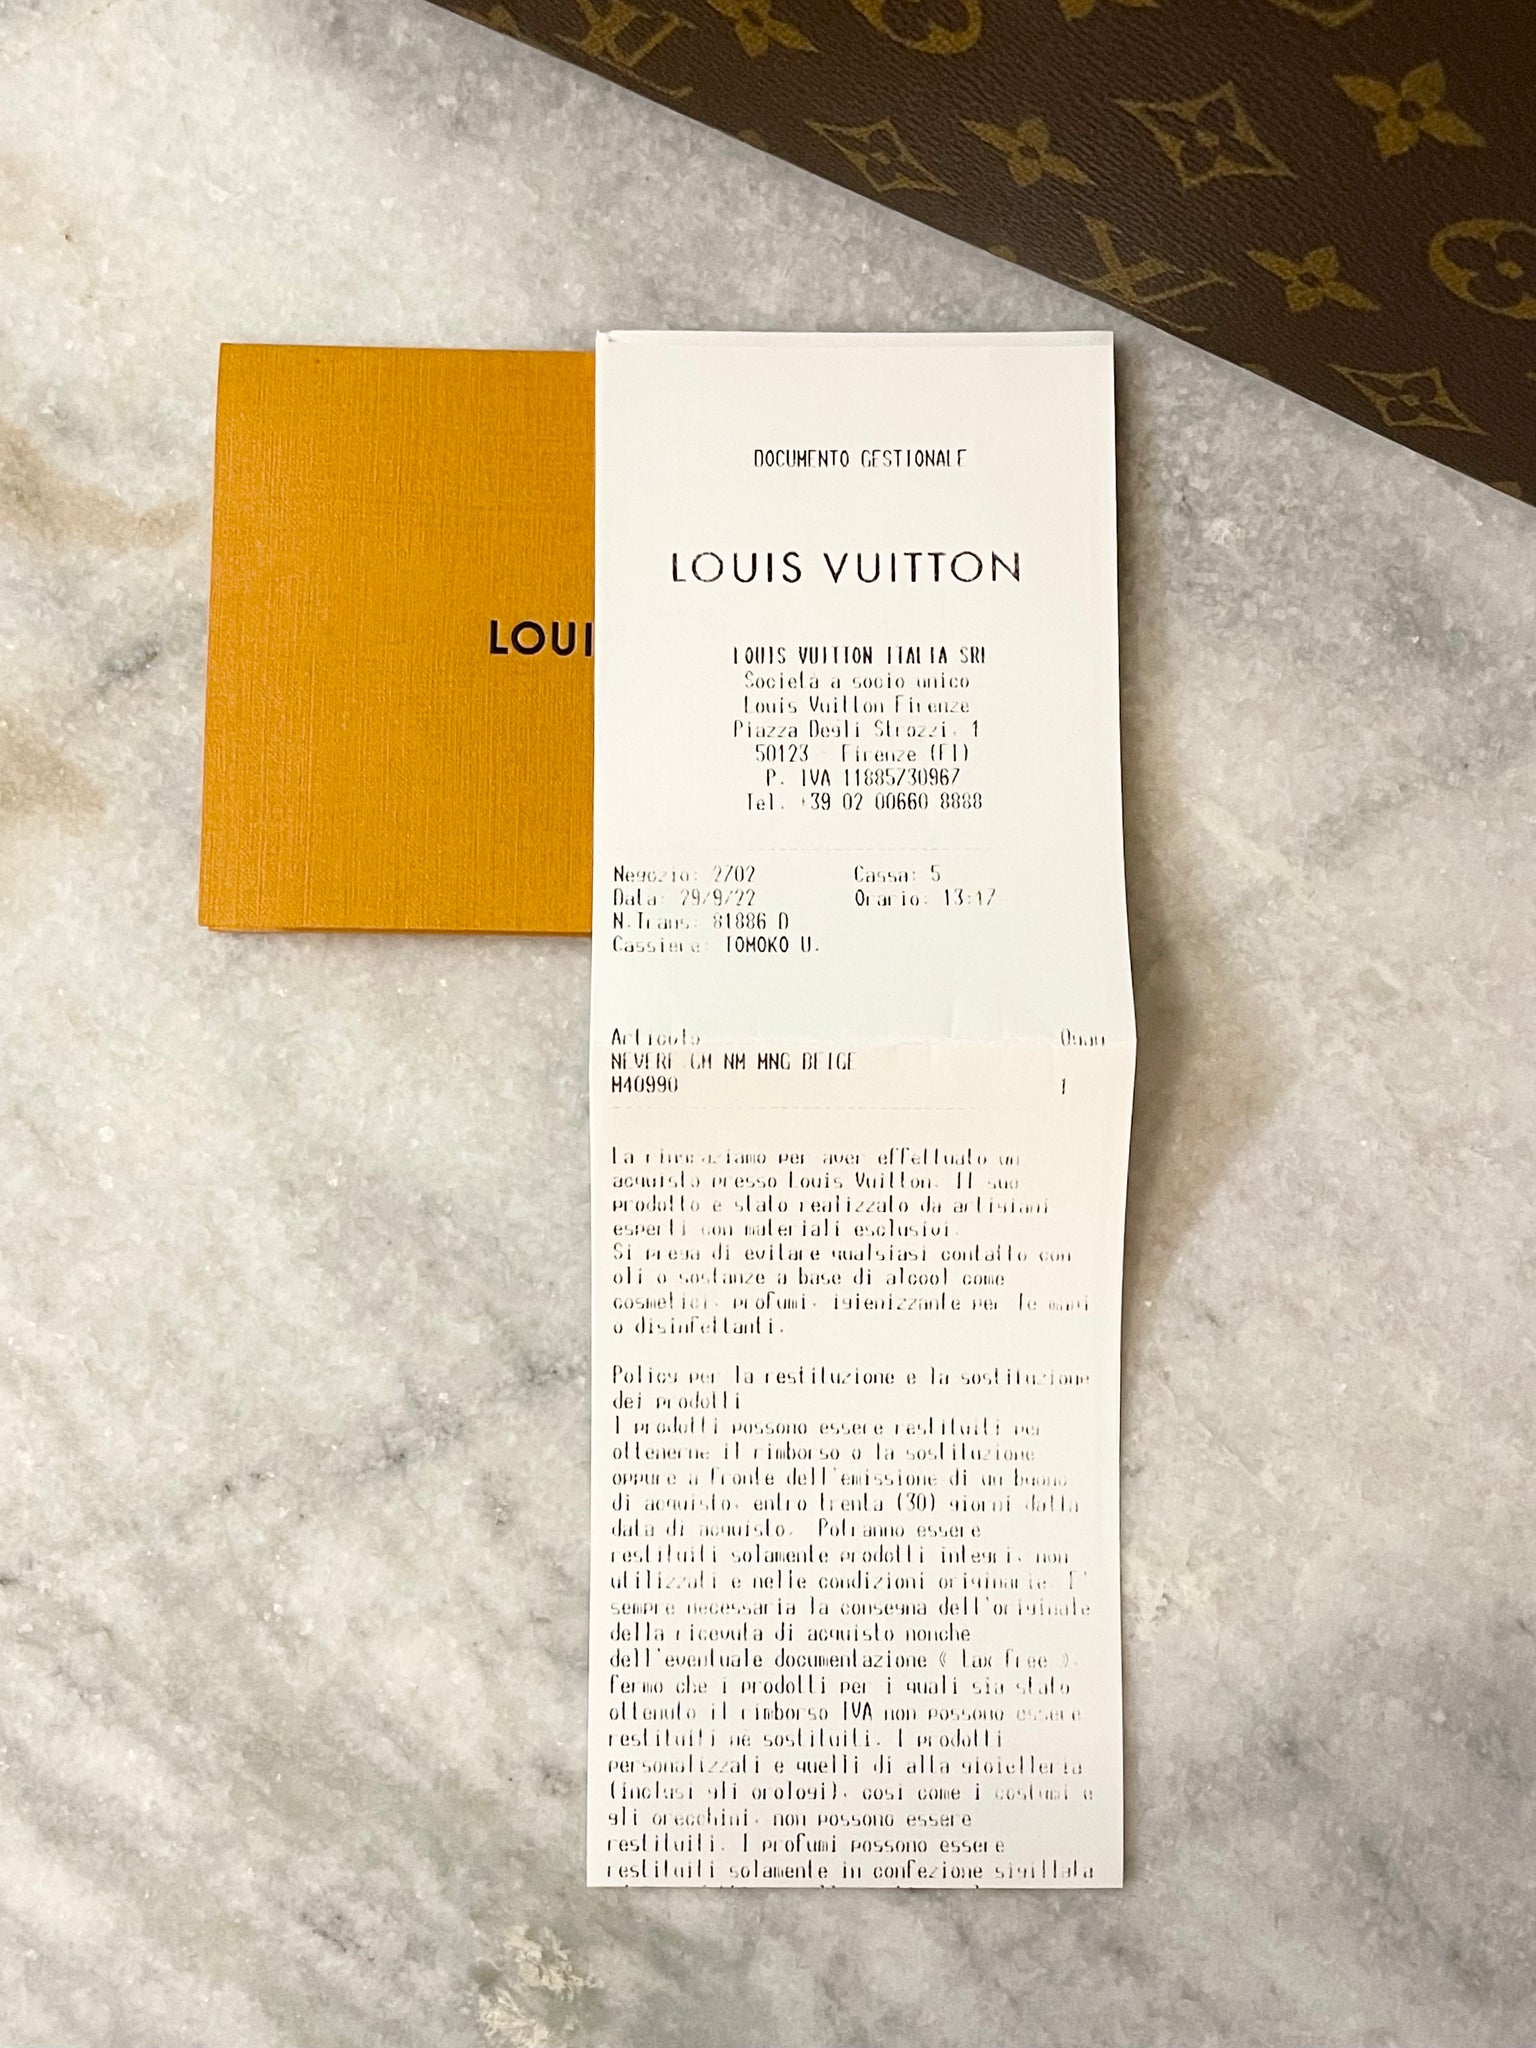 LOUI
DOCUMENTO GESTIONALE
LOUIS VUITTON
LOUIS VUITTON ITALIA SRL
Società a socio unico
Louis Vuitton Firenze
Piazza Degli Strozzi, 1
50123 - Firenze (FI)
P. IVA 11885730967
Tel. +39 02 00660 8888
Negozio: 2702 Cassa: 5
Data: 29/9/22 Orario: 13:17
N.Trans: 81886 D
Cassiere: TOMOKO U.
Articolo Quan
NEVERF.GM NM MNG BEIGE
M40990 1
La ringraziamo per aver effettuato un
acquisto presso Louis Vuitton. Il suo
prodotto è stato realizzato da artigiani
esperti con materiali esclusivi.
Si prega di evitare qualsiasi contatto con
oli o sostanze a base di alcool come
cosmetici, profumi, igienizzante per le mani
o disinfettanti.
Policy per la restituzione e la sostituzione
dei prodotti
I prodotti possono essere restituiti per
ottenerne il rimborso o la sostituzione
oppure a fronte dell'emissione di un buono
di acquisto, entro trenta (30) giorni dalla
data di acquisto. Potranno essere
restituiti solamente prodotti integri, non
utilizzati e nelle condizioni originarie. E'
sempre necessaria la consegna dell'originale
della ricevuta di acquisto nonchè
dell'eventuale documentazione « tax free »,
fermo che i prodotti per i quali sia stato
ottenuto il rimborso IVA non possono essere
restituiti nè sostituiti. I prodotti
personalizzati e quelli di alta gioielleria
(inclusi gli orologi), così come i costumi e
gli orecchini, non possono essere
restituiti. I profumi possono essere
restituiti solamente in confezione sigillata